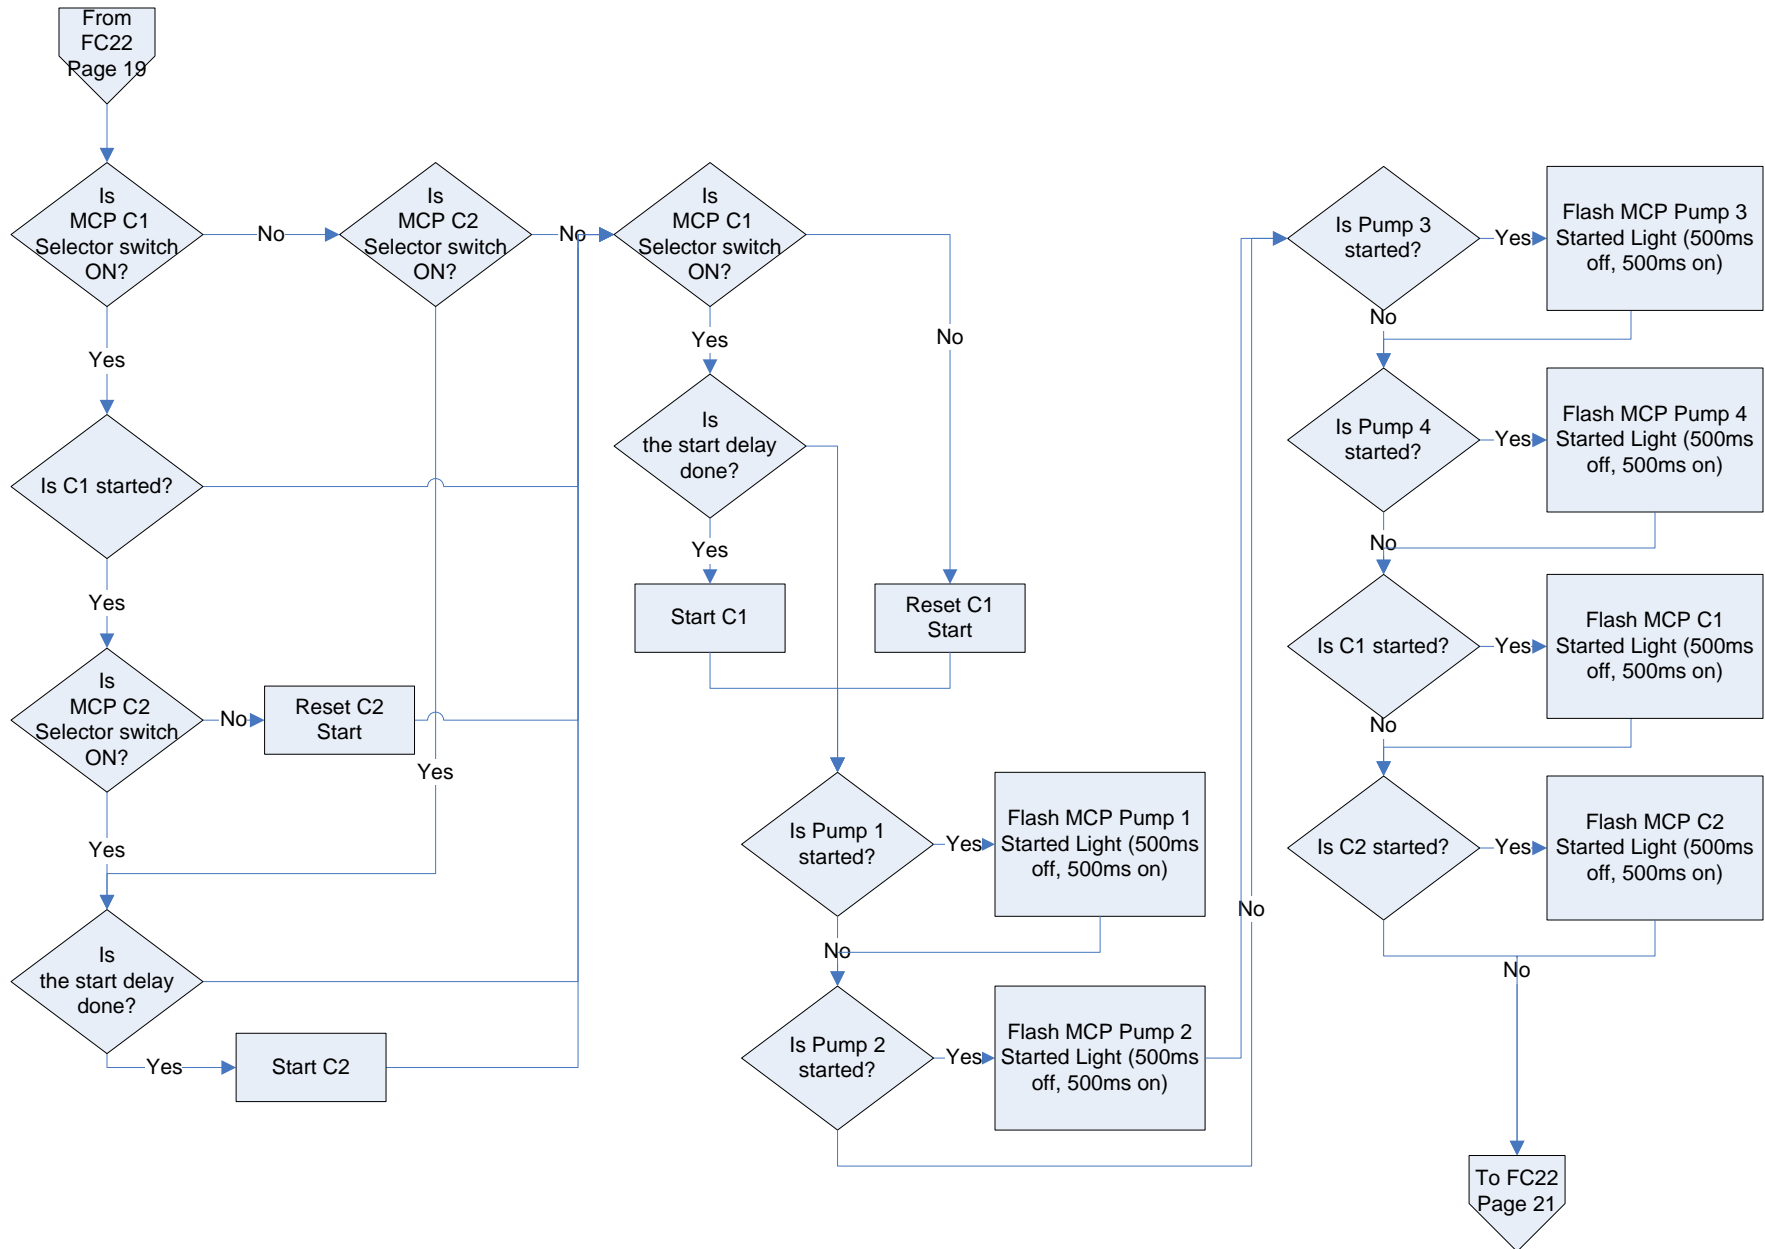 From
FC22
Page 19
Is
MCP C1
Selector switch
ON?
No
Is
MCP C2
Selector switch
ON?
No
Is
MCP C1
Selector switch
ON?
No
Yes
Yes
Is C1 started?
Yes
Is
MCP C2
Selector switch
ON?
No
Reset C2
Start
Yes
Yes
Is
the start delay
done?
Yes
Start C2
Is
the start delay
done?
Yes
Start C1
Reset C1
Start
Is Pump 1
started?
Yes
Flash MCP Pump 1
Started Light (500ms
off, 500ms on)
No
Is Pump 2
started?
Yes
Flash MCP Pump 2
Started Light (500ms
off, 500ms on)
No
Is Pump 3
started?
Yes
Flash MCP Pump 3
Started Light (500ms
off, 500ms on)
No
Is Pump 4
started?
Yes
Flash MCP Pump 4
Started Light (500ms
off, 500ms on)
No
Is C1 started?
Yes
Flash MCP C1
Started Light (500ms
off, 500ms on)
No
Is C2 started?
Yes
Flash MCP C2
Started Light (500ms
off, 500ms on)
No
To FC22
Page 21